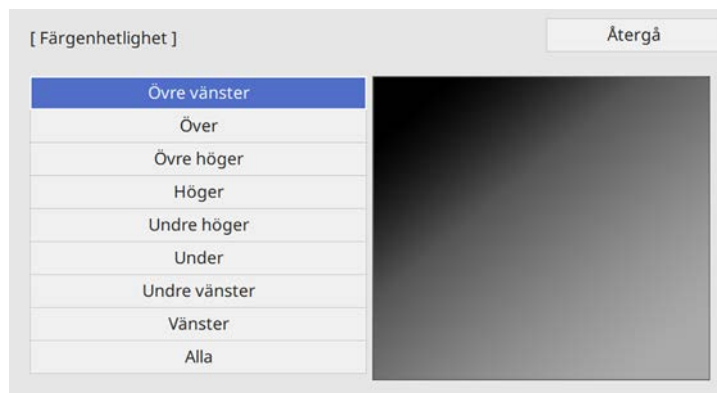 [ Färgenhetlighet ]
Återgå
Övre vänster
Över
Övre höger
Höger
Undre höger
Under
Undre vänster
Vänster
Alla